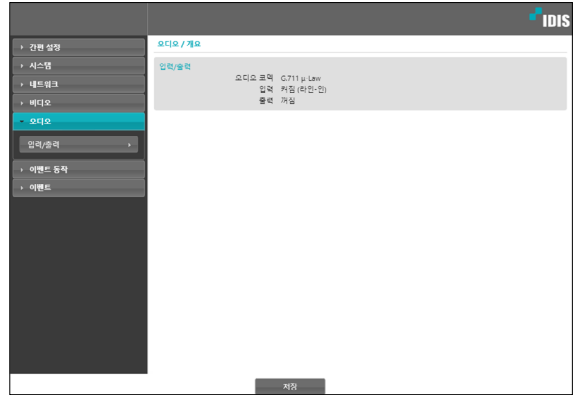 IDIS
간편 설정
시스템
네트워크
비디오
오디오
입력/출력
이벤트 동작
이벤트
오디오 / 개요
입력/출력
오디오 코덱 G.711 μ Law
입력 켜짐 (라인-인)
출력 꺼짐
저장